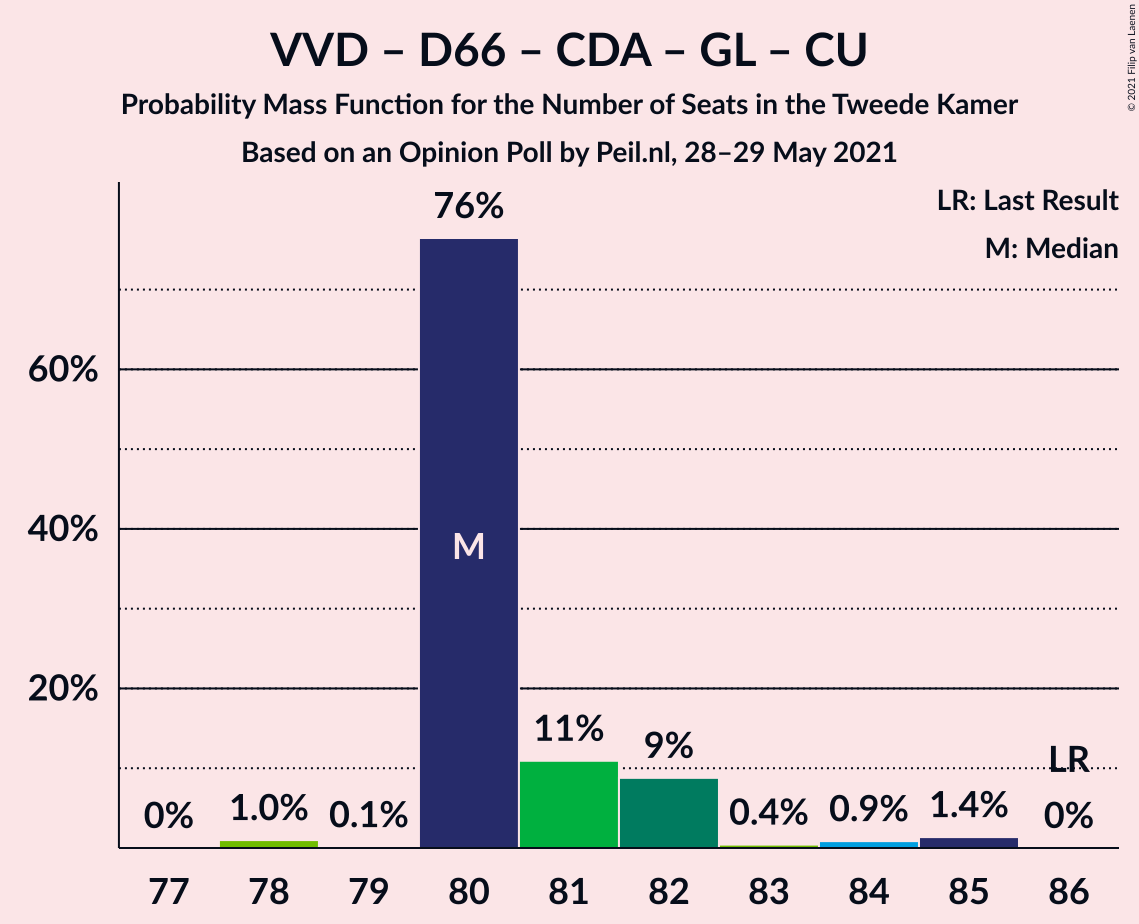 VVD – D66 – CDA – GL – CU
Probability Mass Function for the Number of Seats in the Tweede Kamer
Based on an Opinion Poll by Peil.nl, 28–29 May 2021
© 2021 Filip van Laenen
LR: Last Result
M: Median
76%
60%
40%
M
20%
11%
9%
LR
0%
1.0%
0.1%
0.4%
0.9%
1.4%
0%
77 78 79 80 81 82 83 84 85 86